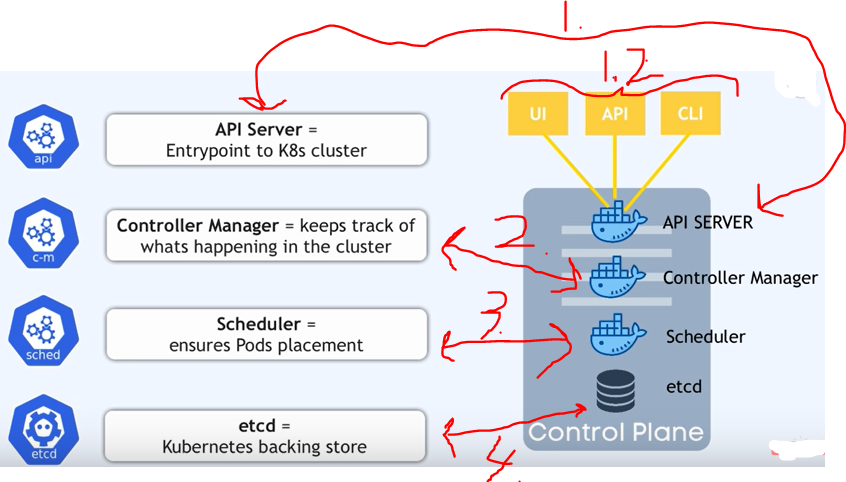 1.
1.2
api
API Server =
Entrypoint to K8s cluster
UI
API
CLI
c-m
Controller Manager = keeps track of
whats happening in the cluster
2.
API SERVER
Controller Manager
sched
Scheduler =
ensures Pods placement
3.
Scheduler
etcd
etcd
etcd =
Kubernetes backing store
4
Control Plane